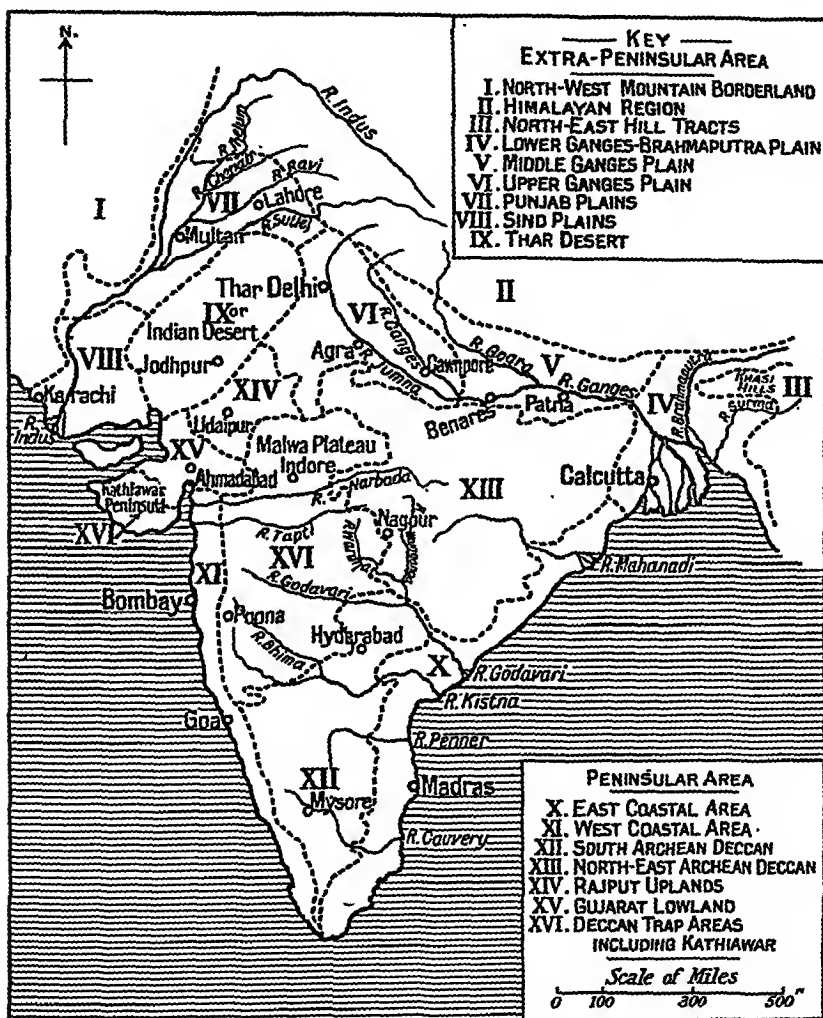 N.
KEY
EXTRA-PENINSULAR AREA
I. NORTH-WEST MOUNTAIN BORDERLAND
II HIMALAYAN REGION
III. NORTH-EAST HILL TRACTS
IV. LOWER GANGES-BRAHMAPUTRA PLAIN
V. MIDDLE GANGES PLAIN
VI. UPPER GANGES PLAIN
VII. PUNJAB PLAINS
VIII. SIND PLAINS
IX. THAR DESERT
R. Indus
R. Jhelum
R. Chenab
R. Ravi
I
VII
Lahore
Multan
R. Sutlej
II
Thar
Delhi
IX or
Indian Desert
VI
R. Ganges
VIII
Jodhpur
Agra
R. Jumna
Cawnpore
R. Gogra
V
R. Ganges
IV
R. Brahmaputra
KHASI
HILLS
III
R. Surma
Karachi
R.
Indus
XIV
Udaipur
Benares
Patna
XV
Malwa Plateau
Indore
Ahmadabad
R. Narbada
XIII
Calcutta
Kathiawar
Peninsula
XVI
R. Tapti
Nagpur
XVI
R. Mahanadi
XI
R. Godavari
Bombay
Poona
Hyderabad
R. Bhima
X
R. Godavari
R. Kistna
Goa
R. Penner
XII
Mysore
Madras
R. Cauvery
PENINSULAR AREA
X. EAST COASTAL AREA
XI. WEST COASTAL AREA.
XII. SOUTH ARCHEAN DECCAN
XIII. NORTH-EAST ARCHEAN DECCAN
XIV. RAJPUT UPLANDS
XV. GUJARAT LOWLAND
XVI. DECCAN TRAP AREAS
INCLUDING KATHIAWAR
Scale of Miles
0 100 300 500